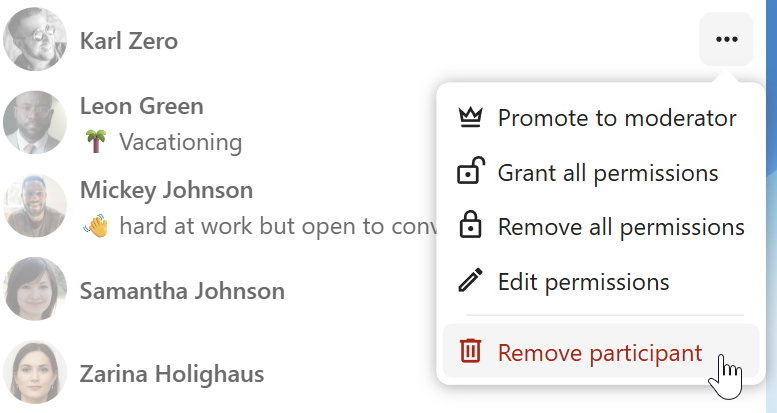 Karl Zero
Leon Green
🌴 Vacationing
Mickey Johnson
👋 hard at work but open to conv
Samantha Johnson
Zarina Holighaus
Promote to moderator
Grant all permissions
Remove all permissions
Edit permissions
Remove participant